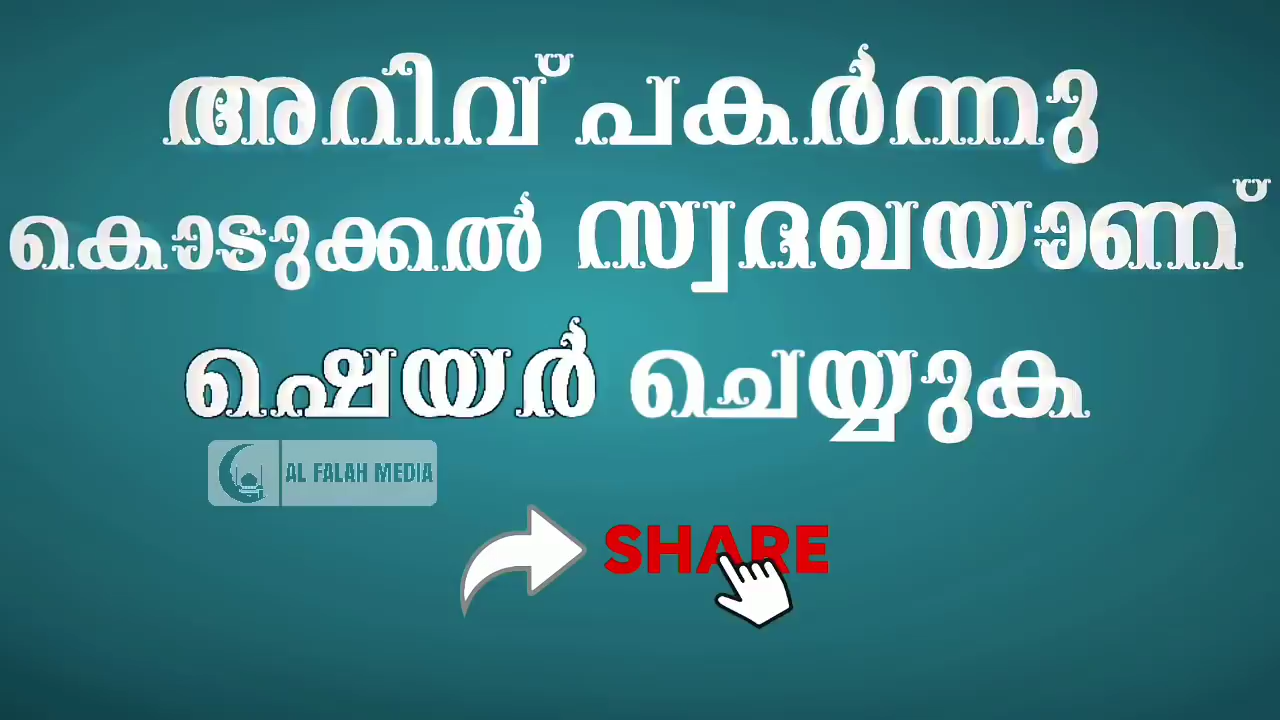 അറിവ് പകർന്നു
കൊടുക്കൽ സ്വദഖയാണ്
ഷെയർ ചെയ്യുക
AL FALAH MEDIA
SHARE